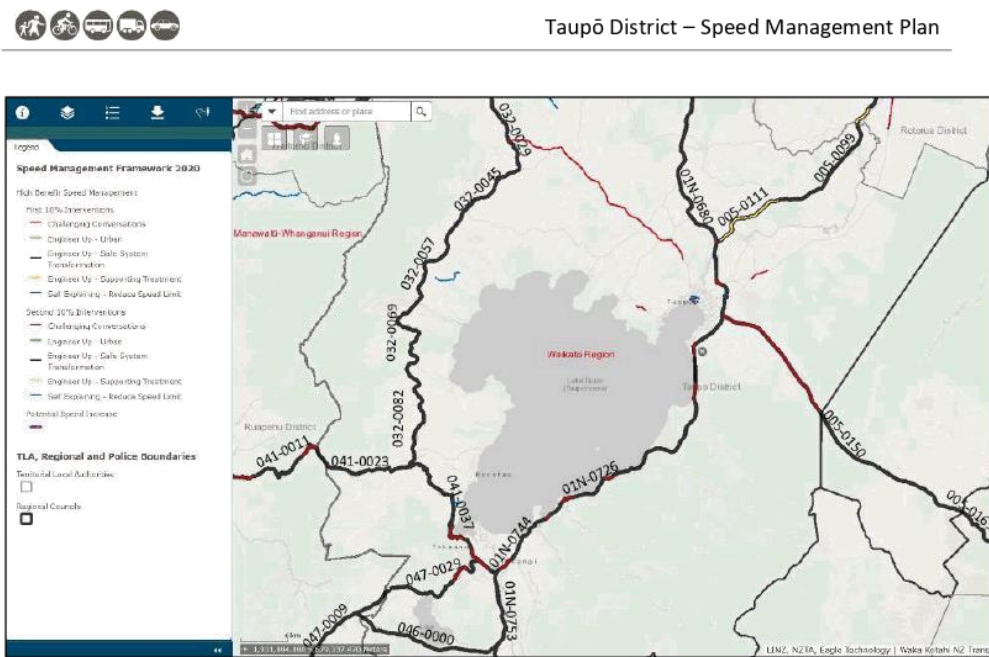 Taupō District – Speed Management Plan
Find address or place
Legend
Speed Management Framework 2020
High Benefit Speed Management
First 10% Interventions
Challenging Conversations
Engineer Up - Urban
Engineer Up - Safe System
Transformation
Engineer Up - Supporting Treatment
Self Explaining - Reduce Speed Limit
Second 10% Interventions
Challenging Conversations
Engineer Up - Urban
Engineer Up - Safe System
Transformation
Engineer Up - Supporting Treatment
Self Explaining - Reduce Speed Limit
Potential Speed Increase
TLA, Regional and Police Boundaries
Territorial Local Authorities
Regional Councils
032-0029
Rotorua District
005-0099
032-0045
01N-0680
005-0111
Manawatū-Whanganui Region
032-0057
032-0069
Waikato Region
Lake Taupo
Taupo District
032-0082
Ruapehu District
005-0150
041-0011
041-0023
01N-0726
041-0037
01N-0744
047-0029
01N-0753
047-0009
046-0000
LINZ, NZTA, Eagle Technology | Waka Kotahi NZ Trans